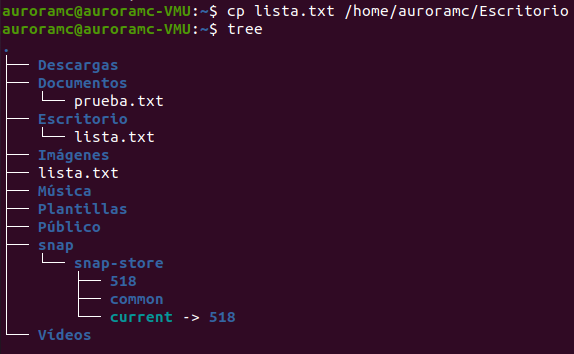 auroramc@auroramc-VMU:~$ cp lista.txt /home/auroramc/Escritorio
auroramc@auroramc-VMU:~$ tree
.
├── Descargas
├── Documentos
│   └── prueba.txt
├── Escritorio
│   └── lista.txt
├── Imágenes
├── lista.txt
├── Música
├── Plantillas
├── Público
├── snap
│   └── snap-store
│       ├── 518
│       ├── common
│       └── current -> 518
└── Vídeos